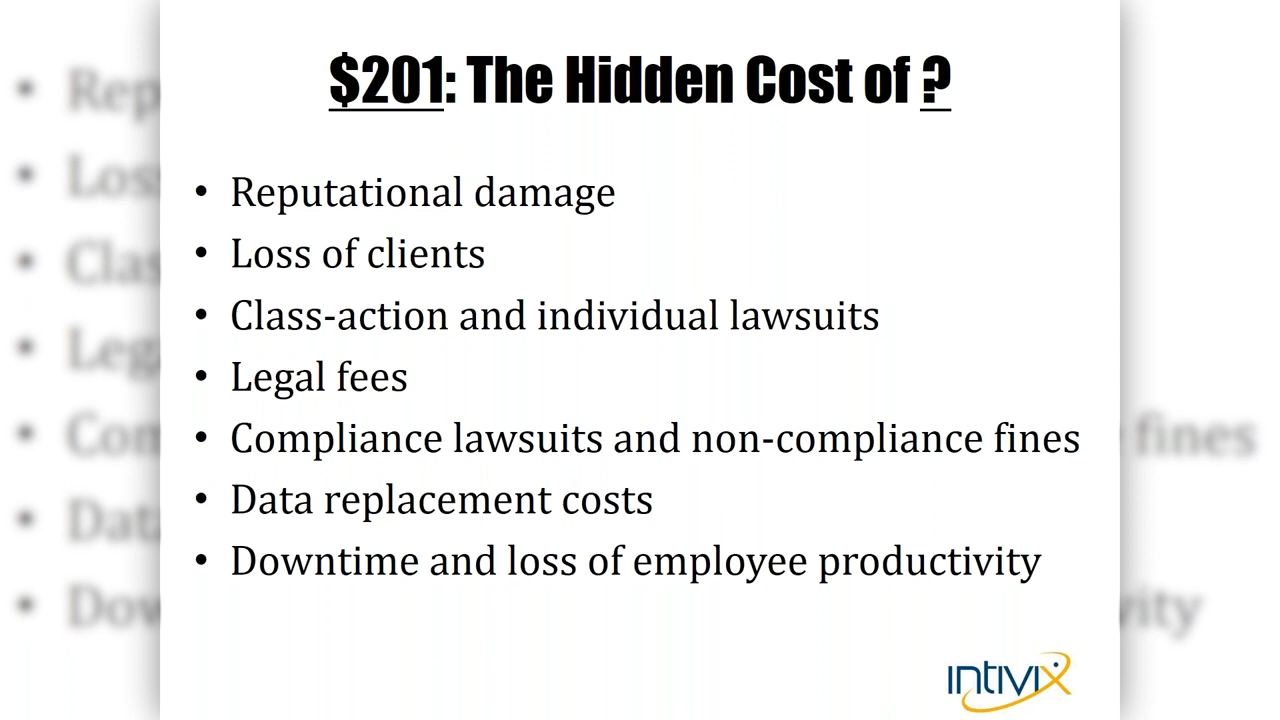 $201: The Hidden Cost of ?
• Reputational damage
• Loss of clients
• Class-action and individual lawsuits
• Legal fees
• Compliance lawsuits and non-compliance fines
• Data replacement costs
• Downtime and loss of employee productivity
intivix